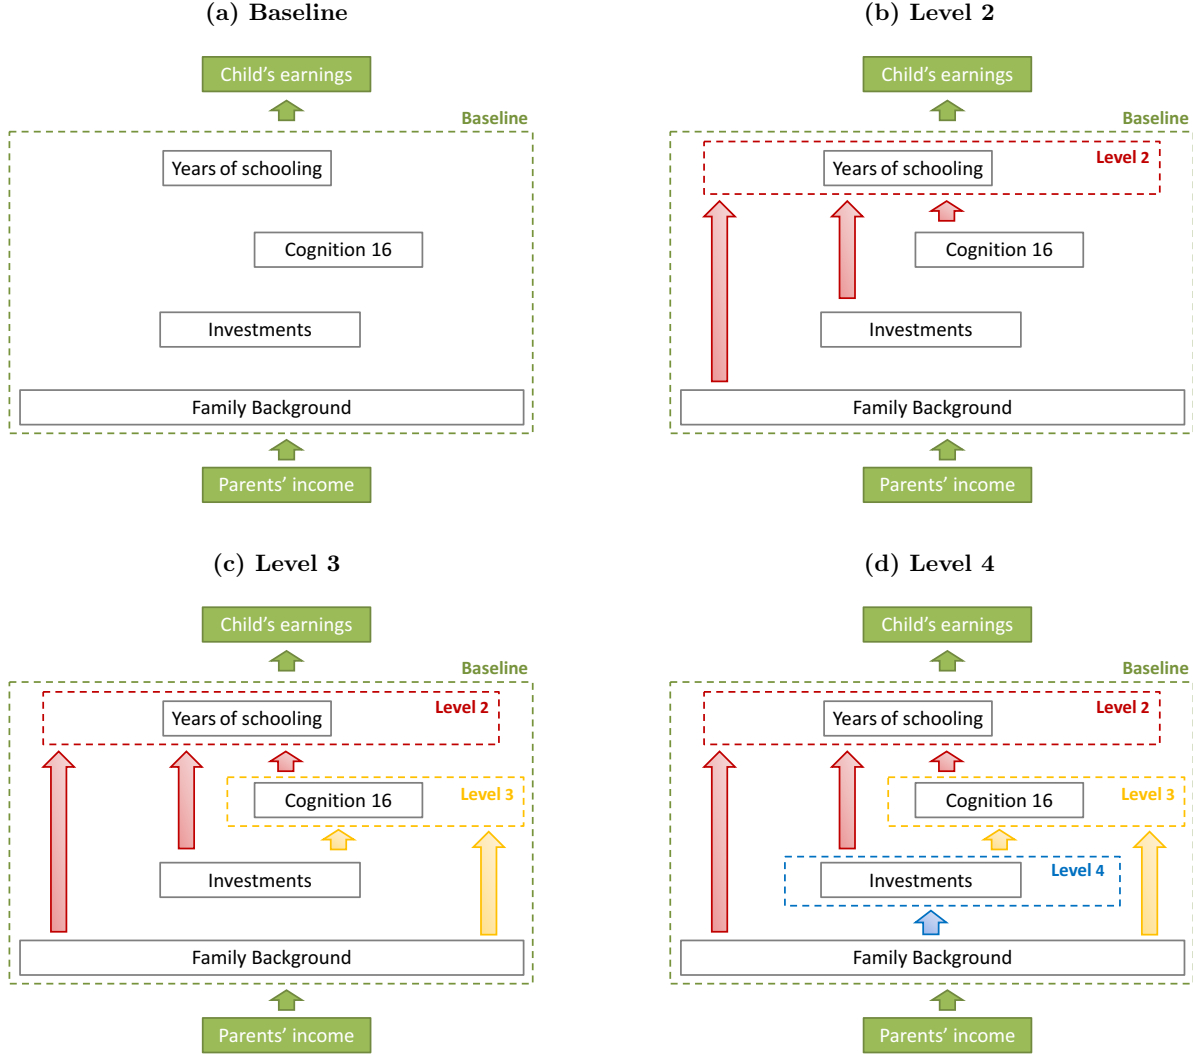 (a) Baseline
Child's earnings
Baseline
Years of schooling
Cognition 16
Investments
Family Background
Parents' income
(b) Level 2
Child's earnings
Baseline
Years of schooling
Level 2
Cognition 16
Investments
Family Background
Parents' income
(c) Level 3
Child's earnings
Baseline
Years of schooling
Level 2
Cognition 16
Level 3
Investments
Family Background
Parents' income
(d) Level 4
Child's earnings
Baseline
Years of schooling
Level 2
Cognition 16
Level 3
Investments
Level 4
Family Background
Parents' income